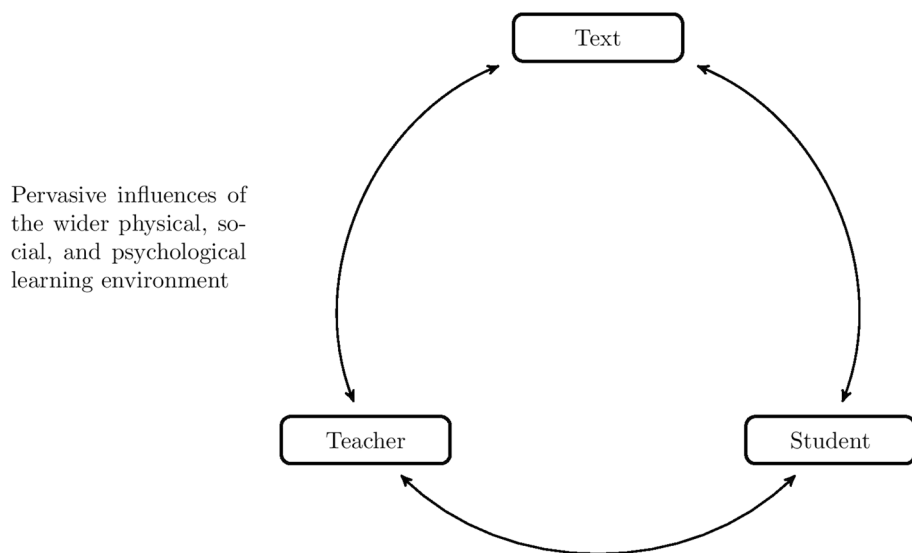 Text
Pervasive influences of
the wider physical, so-
cial, and psychological
learning environment
Teacher
Student